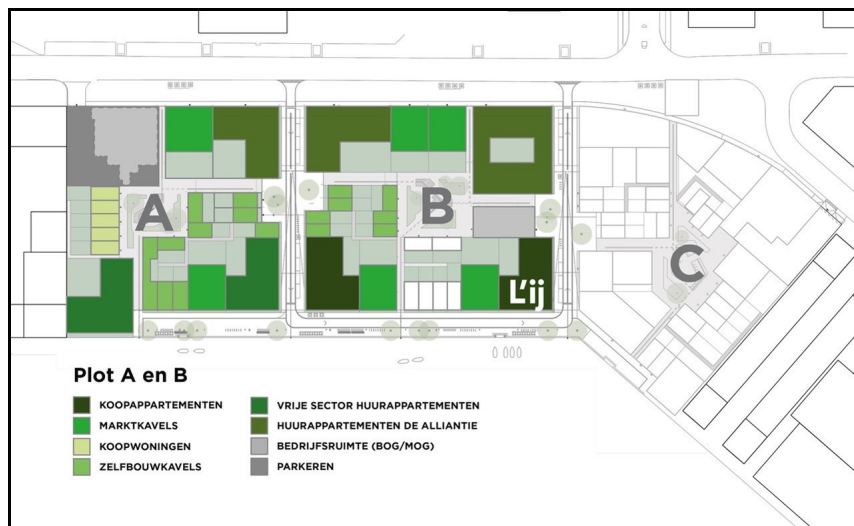 A
B
C
L'ij
Plot A en B
KOOPAPPARTEMENTEN
MARKTKAVELS
KOOPWONINGEN
ZELFBOUWKAVELS
VRIJE SECTOR HUURAPPARTEMENTEN
HUURAPPARTEMENTEN DE ALLIANTIE
BEDRIJFSRUIMTE (BOG/MOG)
PARKEREN